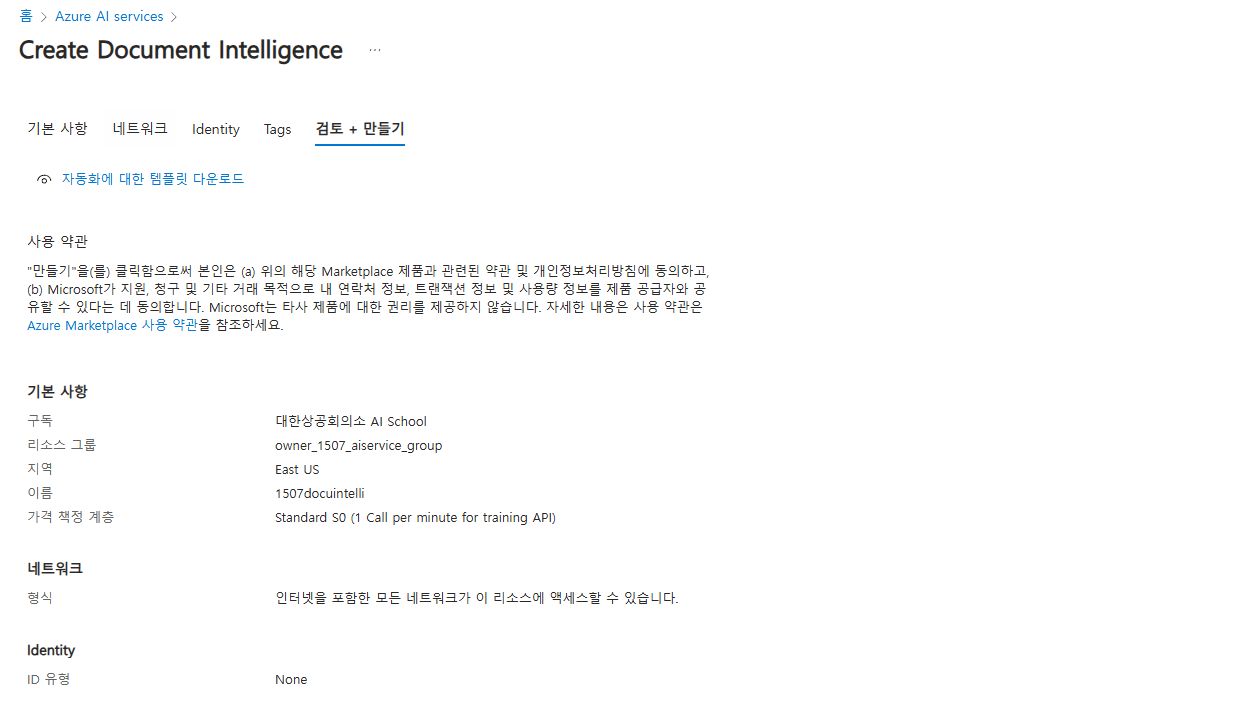 홈 > Azure AI services >
Create Document Intelligence ...
기본 사항 네트워크 Identity Tags 검토 + 만들기
자동화에 대한 템플릿 다운로드
사용 약관
"만들기"을(를) 클릭함으로써 본인은 (a) 위의 해당 Marketplace 제품과 관련된 약관 및 개인정보처리방침에 동의하고,
(b) Microsoft가 지원, 청구 및 기타 거래 목적으로 내 연락처 정보, 트랜잭션 정보 및 사용량 정보를 제품 공급자와 공
유할 수 있다는 데 동의합니다. Microsoft는 타사 제품에 대한 권리를 제공하지 않습니다. 자세한 내용은 사용 약관은
Azure Marketplace 사용 약관을 참조하세요.
기본 사항
구독 대한상공회의소 AI School
리소스 그룹 owner_1507_aiservice_group
지역 East US
이름 1507docuintelli
가격 책정 계층 Standard S0 (1 Call per minute for training API)
네트워크
형식 인터넷을 포함한 모든 네트워크가 이 리소스에 액세스할 수 있습니다.
Identity
ID 유형 None